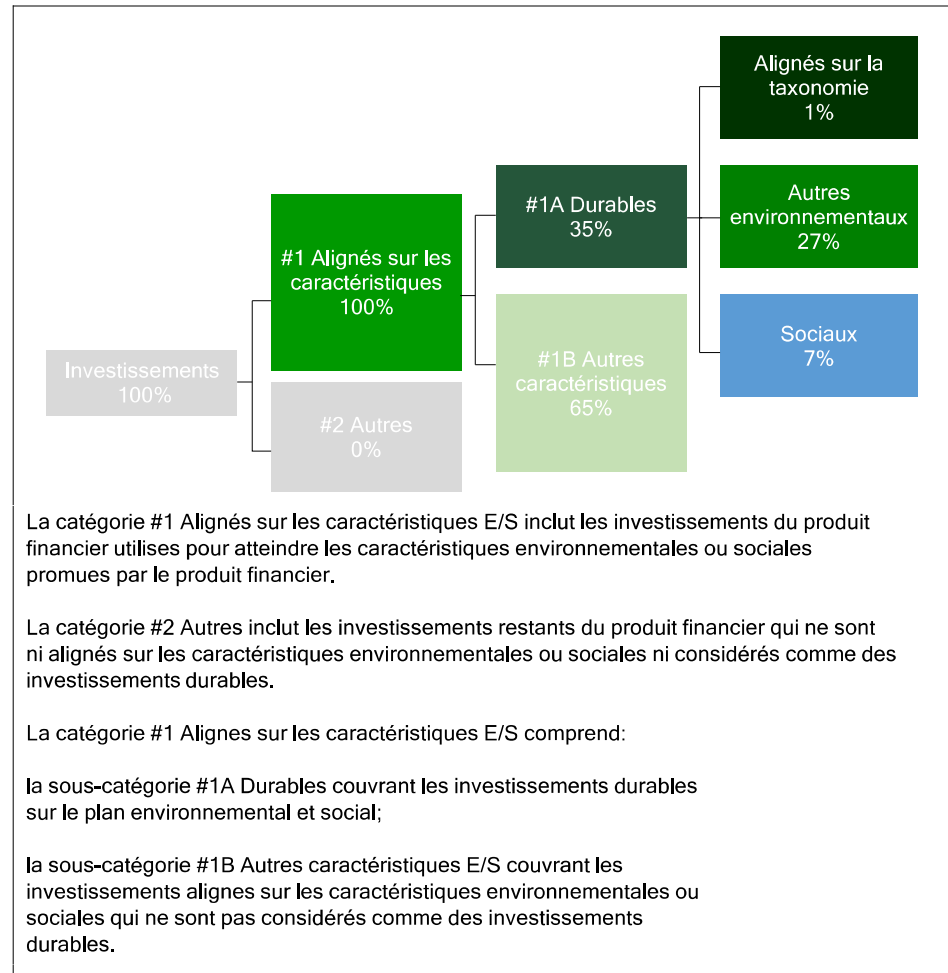 Alignés sur la
taxonomie
1%
#1A Durables
35%
Autres
environnementaux
27%
#1 Alignés sur les
caractéristiques
100%
Sociaux
7%
#1B Autres
caractéristiques
65%
Investissements
100%
#2 Autres
0%
La catégorie #1 Alignés sur les caractéristiques E/S inclut les investissements du produit
financier utilises pour atteindre les caractéristiques environnementales ou sociales
promues par le produit financier.
La catégorie #2 Autres inclut les investissements restants du produit financier qui ne sont
ni alignés sur les caractéristiques environnementales ou sociales ni considérés comme des
investissements durables.
La catégorie #1 Alignes sur les caractéristiques E/S comprend:
la sous-catégorie #1A Durables couvrant les investissements durables
sur le plan environnemental et social;
la sous-catégorie #1B Autres caractéristiques E/S couvrant les
investissements alignes sur les caractéristiques environnementales ou
sociales qui ne sont pas considérés comme des investissements
durables.